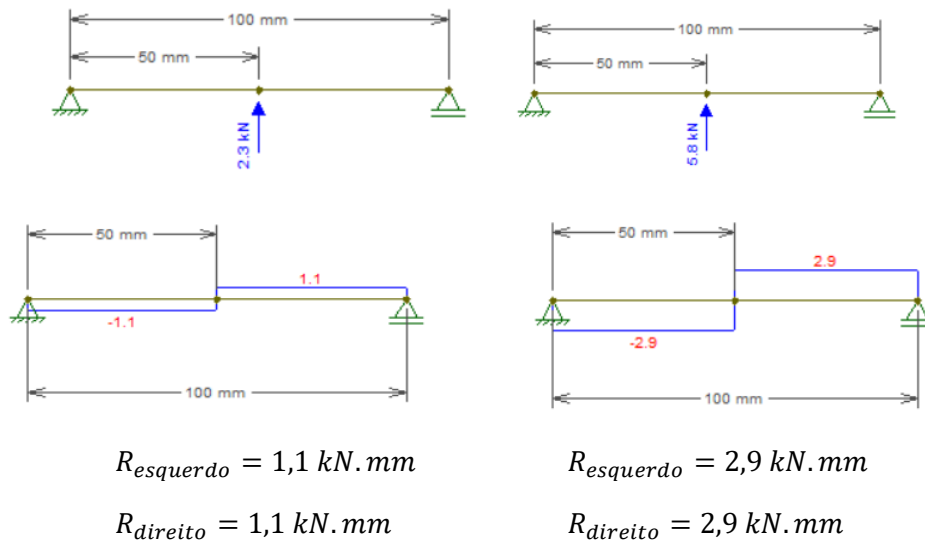 100 mm
100 mm
50 mm
50 mm
2.3 kN
5.8 kN
50 mm
50 mm
1.1
2.9
-1.1
-2.9
100 mm
100 mm
R_esquerdo = 1,1 kN.mm
R_esquerdo = 2,9 kN.mm
R_direito = 1,1 kN.mm
R_direito = 2,9 kN.mm